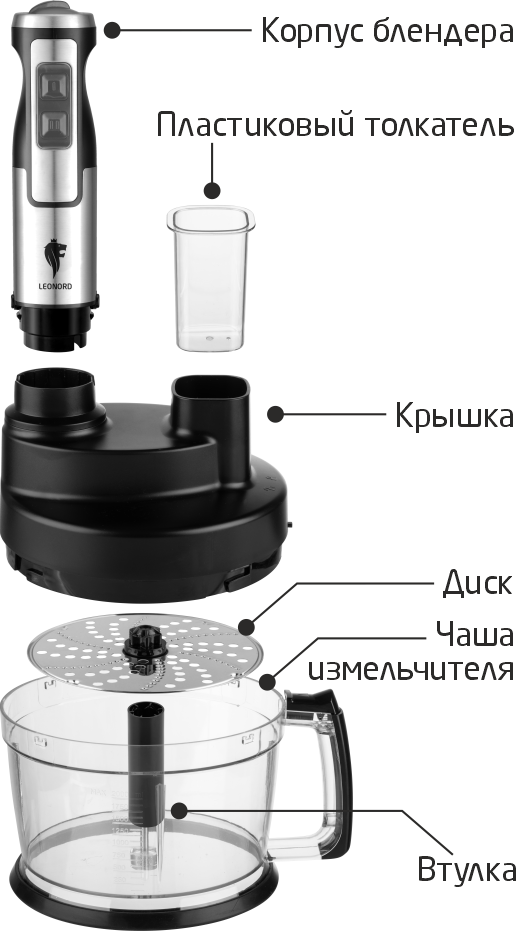 Корпус блендера
Пластиковый толкатель
LEONORD
Крышка
Диск
Чаша
измельчителя
Втулка